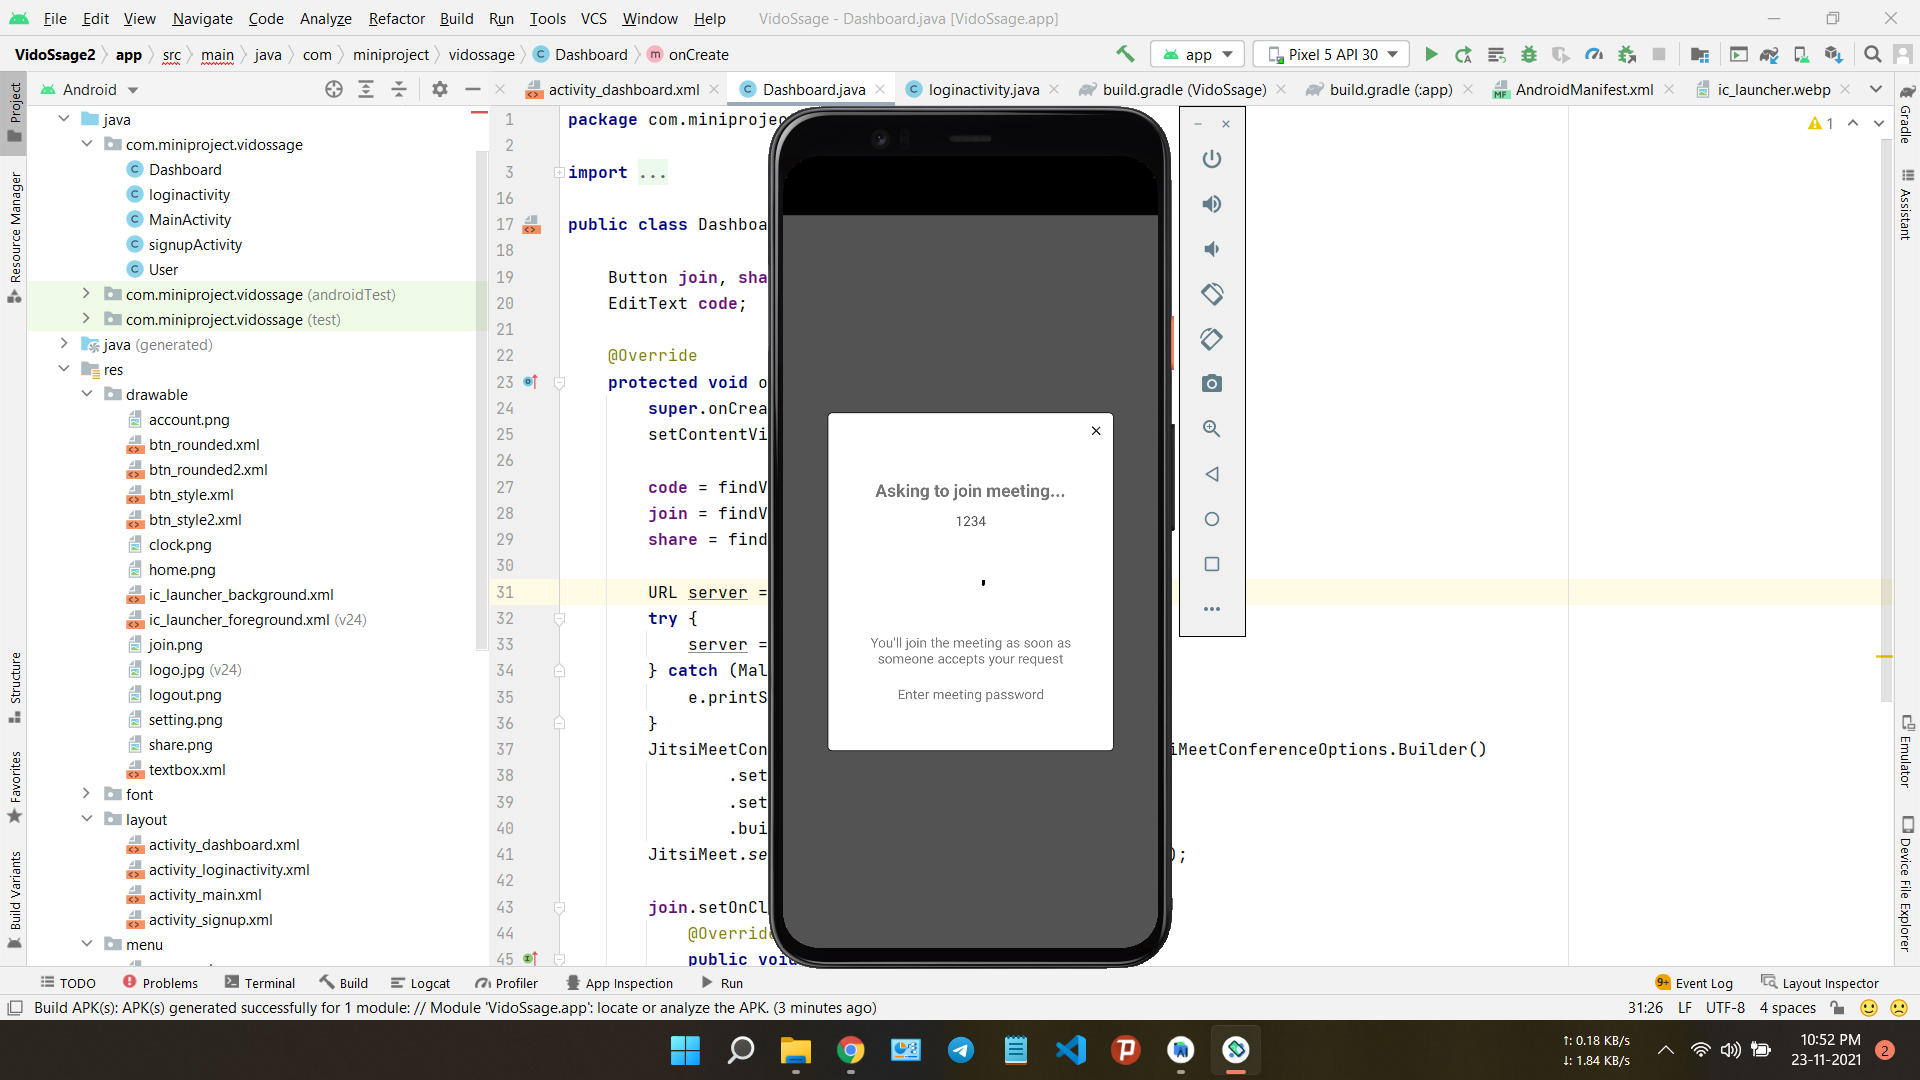 File Edit View Navigate Code Analyze Refactor Build Run Tools VCS Window Help VidoSsage - Dashboard.java [VidoSsage.app]
VidoSsage2 app src main java com miniproject vidossage Dashboard onCreate app Pixel 5 API 30
Android activity_dashboard.xml Dashboard.java loginactivity.java build.gradle (VidoSsage) build.gradle (:app) AndroidManifest.xml ic_launcher.webp
Project
Resource Manager
Structure
Favorites
Build Variants
java
com.miniproject.vidossage
Dashboard
loginactivity
MainActivity
signupActivity
User
com.miniproject.vidossage (androidTest)
com.miniproject.vidossage (test)
java (generated)
res
drawable
account.png
btn_rounded.xml
btn_rounded2.xml
btn_style.xml
btn_style2.xml
clock.png
home.png
ic_launcher_background.xml
ic_launcher_foreground.xml (v24)
join.png
logo.jpg (v24)
logout.png
setting.png
share.png
textbox.xml
font
layout
activity_dashboard.xml
activity_loginactivity.xml
activity_main.xml
activity_signup.xml
menu
1 package com.miniprojec
2
3 import ...
16
17 public class Dashboa
18
19 Button join, sha
20 EditText code;
21
22 @Override
23 protected void o
24 super.onCrea
25 setContentVi
26
27 code = findV
28 join = findV
29 share = find
30
31 URL server =
32 try {
33 server =
34 } catch (Mal
35 e.printS
36 }
37 JitsiMeetCon iMeetConferenceOptions.Builder()
38 .set
39 .set
40 .bui
41 JitsiMeet.se );
42
43 join.setOnCl
44 @Override
45 public void
1
Asking to join meeting...
1234
You'll join the meeting as soon as
someone accepts your request
Enter meeting password
Gradle
Assistant
Emulator
Device File Explorer
TODO Problems Terminal Build Logcat Profiler App Inspection Run 9+ Event Log Layout Inspector
Build APK(s): APK(s) generated successfully for 1 module: // Module 'VidoSsage.app': locate or analyze the APK. (3 minutes ago) 31:26 LF UTF-8 4 spaces
↑: 0.18 KB/s
↓: 1.84 KB/s
10:52 PM
23-11-2021
2